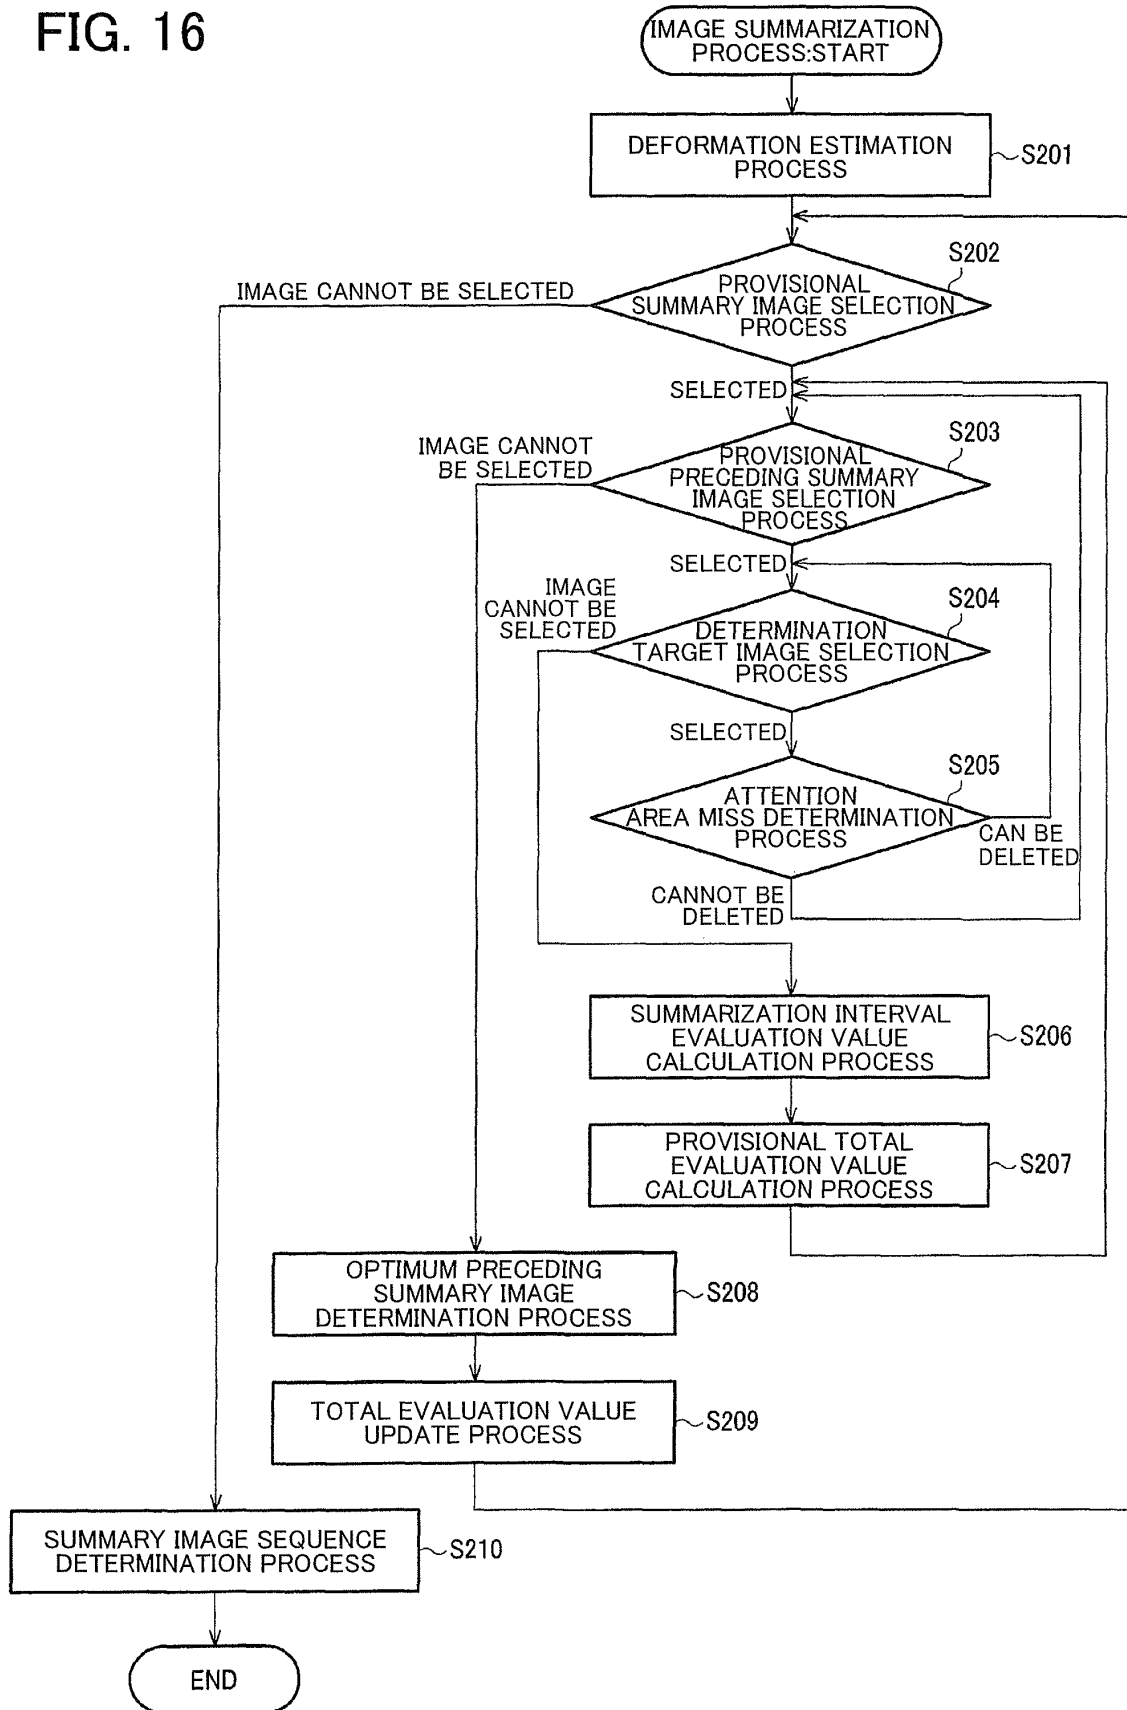 FIG. 16
IMAGE SUMMARIZATION
PROCESS:START
DEFORMATION ESTIMATION
PROCESS
S201
S202
PROVISIONAL
SUMMARY IMAGE SELECTION
PROCESS
IMAGE CANNOT BE SELECTED
SELECTED
S203
PROVISIONAL
PRECEDING SUMMARY
IMAGE SELECTION
PROCESS
IMAGE CANNOT
BE SELECTED
SELECTED
S204
DETERMINATION
TARGET IMAGE SELECTION
PROCESS
IMAGE
CANNOT BE
SELECTED
SELECTED
S205
ATTENTION
AREA MISS DETERMINATION
PROCESS
CAN BE
DELETED
CANNOT BE
DELETED
SUMMARIZATION INTERVAL
EVALUATION VALUE
CALCULATION PROCESS
S206
PROVISIONAL TOTAL
EVALUATION VALUE
CALCULATION PROCESS
S207
OPTIMUM PRECEDING
SUMMARY IMAGE
DETERMINATION PROCESS
S208
TOTAL EVALUATION VALUE
UPDATE PROCESS
S209
SUMMARY IMAGE SEQUENCE
DETERMINATION PROCESS
S210
END